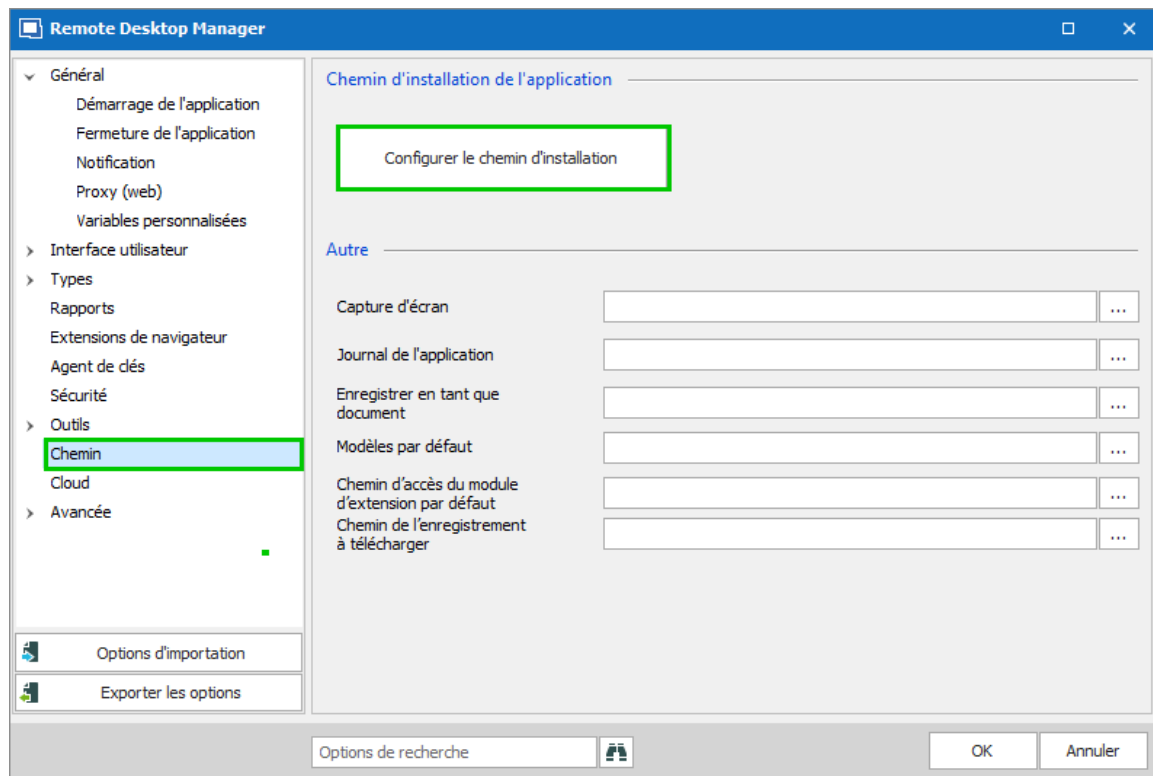 Remote Desktop Manager
Général
Démarrage de l'application
Fermeture de l'application
Notification
Proxy (web)
Variables personnalisées
Interface utilisateur
Types
Rapports
Extensions de navigateur
Agent de clés
Sécurité
Outils
Chemin
Cloud
Avancée
Options d'importation
Exporter les options
Chemin d'installation de l'application
Configurer le chemin d'installation
Autre
Capture d'écran
...
Journal de l'application
...
Enregistrer en tant que
document
...
Modèles par défaut
...
Chemin d’accès du module
d’extension par défaut
...
Chemin de l’enregistrement
à télécharger
...
Options de recherche
OK
Annuler